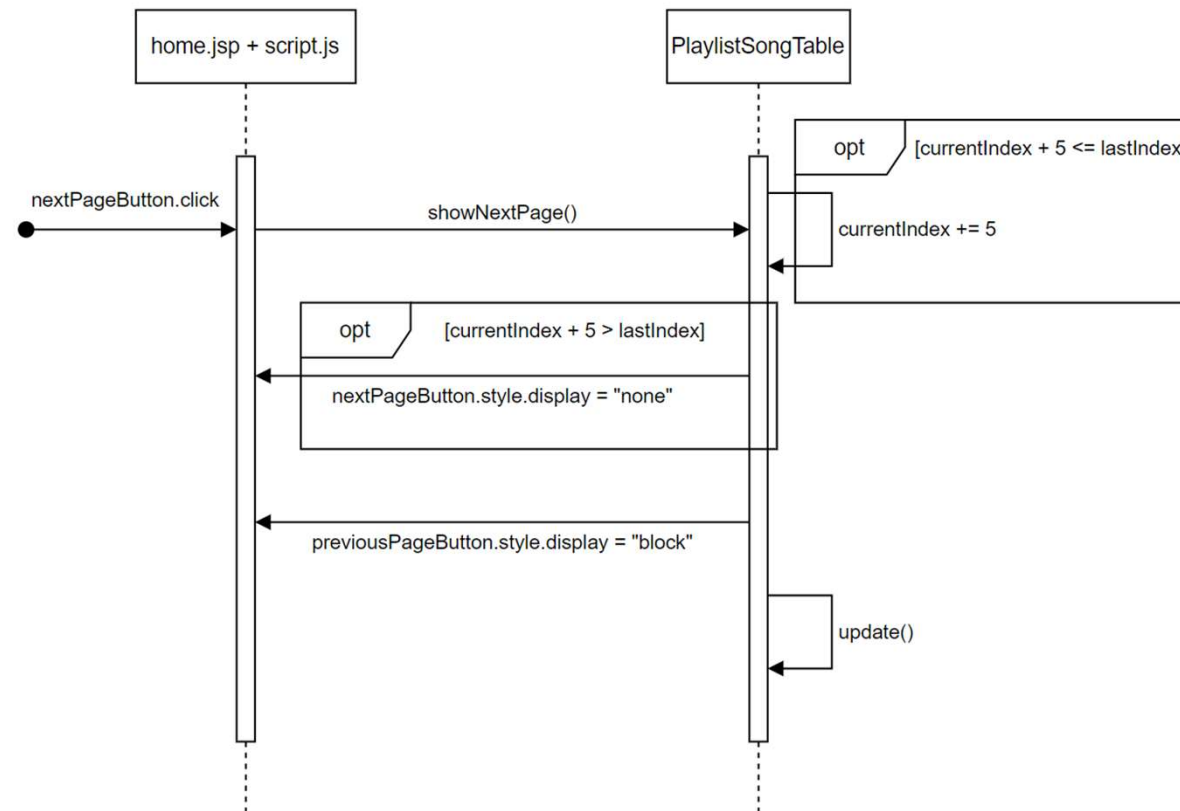 home.jsp + script.js
PlaylistSongTable
opt
[currentIndex + 5 <= lastIndex
nextPageButton.click
showNextPage()
currentIndex += 5
opt
[currentIndex + 5 > lastIndex]
nextPageButton.style.display = "none"
previousPageButton.style.display = "block"
update()